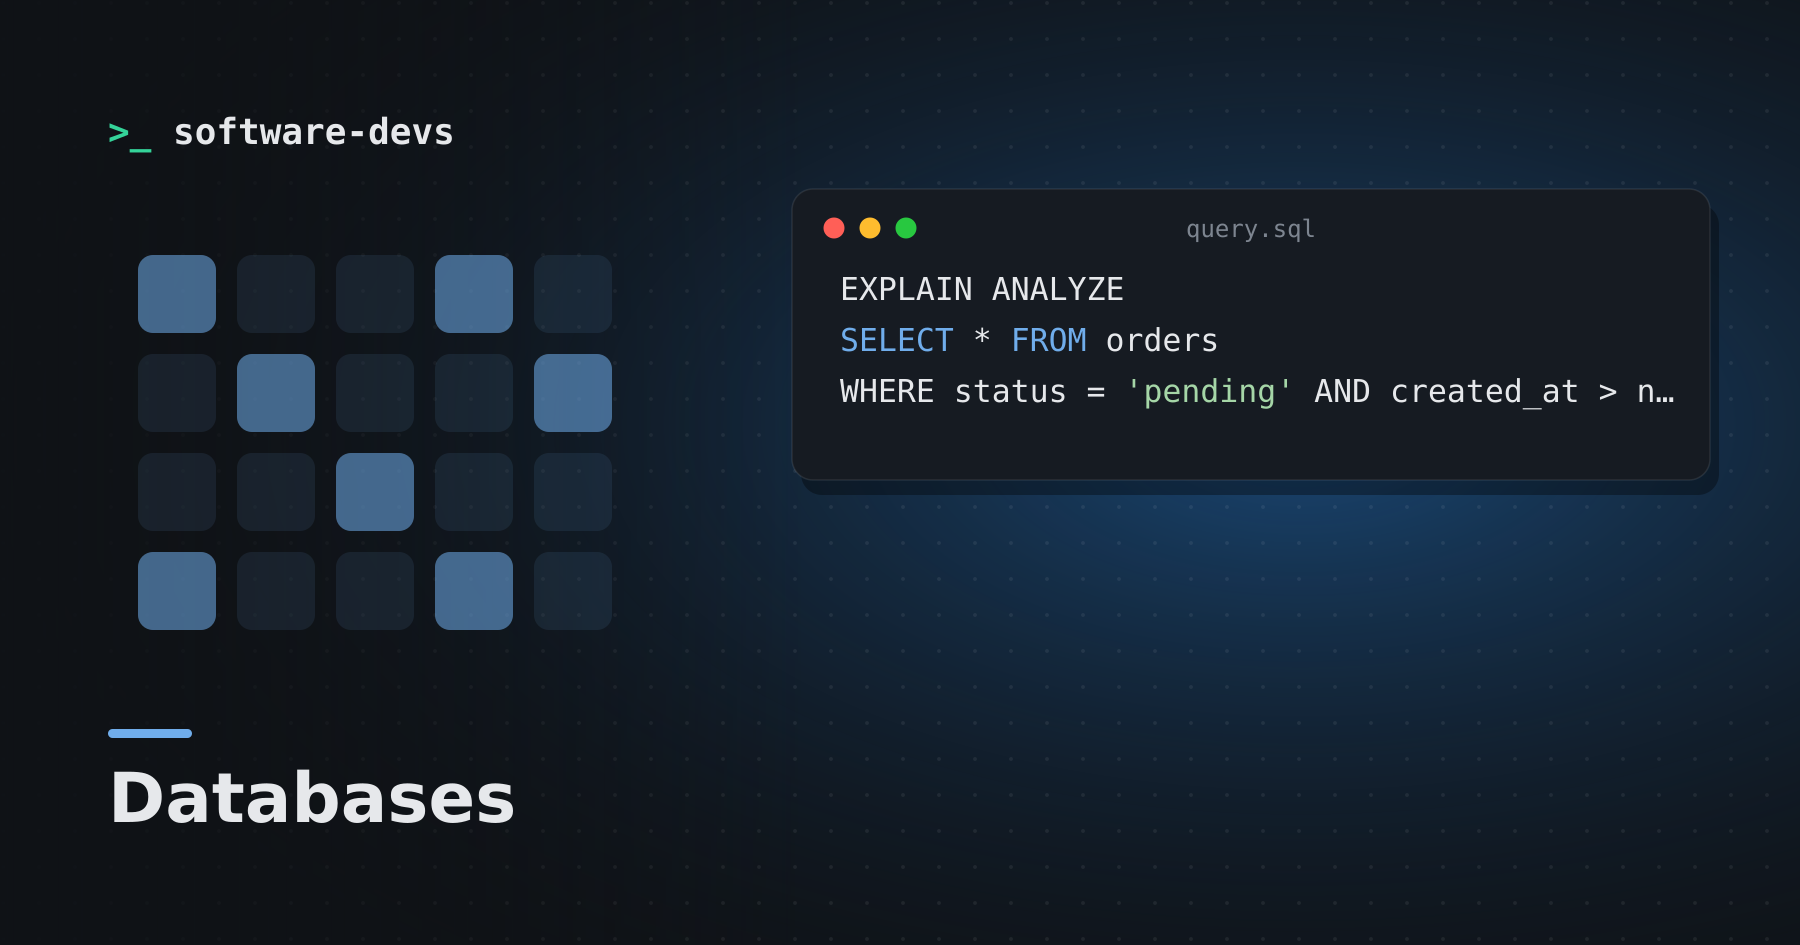 >_ software-devs
query.sql
EXPLAIN ANALYZE
SELECT * FROM orders
WHERE status = 'pending' AND created_at > n…
Databases